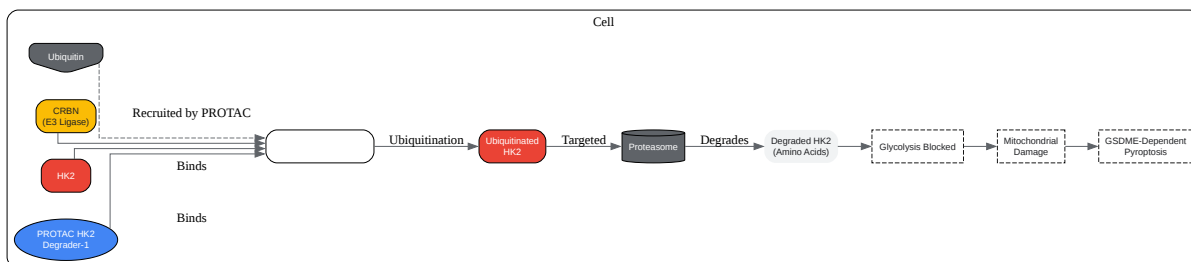 Cell
Ubiquitin
CRBN
(E3 Ligase)
Recruited by PROTAC
HK2
Binds
Binds
PROTAC HK2
Degrader-1
Ubiquitination
Ubiquitinated
HK2
Targeted
Proteasome
Degrades
Degraded HK2
(Amino Acids)
Glycolysis Blocked
Mitochondrial
Damage
GSDME-Dependent
Pyroptosis